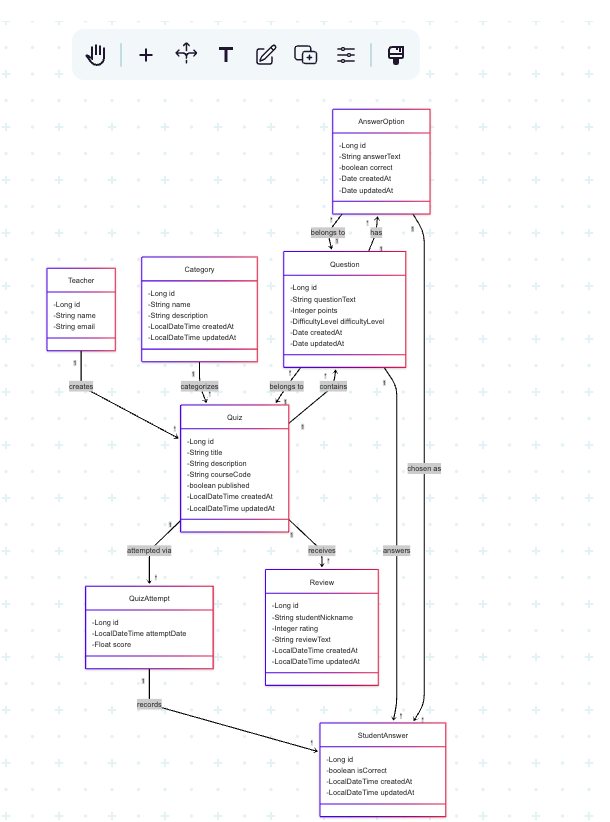 T
AnswerOption
-Long id
-String answerText
-boolean correct
-Date createdAt
-Date updatedAt
belongs to
has
Question
-Long id
-String questionText
-Integer points
-DifficultyLevel difficultyLevel
-Date createdAt
-Date updatedAt
Teacher
-Long id
-String name
-String email
Category
-Long id
-String name
-String description
-LocalDateTime createdAt
-LocalDateTime updatedAt
creates
categorizes
belongs to
contains
Quiz
-Long id
-String title
-String description
-String courseCode
-boolean published
-LocalDateTime createdAt
-LocalDateTime updatedAt
chosen as
attempted via
receives
answers
QuizAttempt
-Long id
-LocalDateTime attemptDate
-Float score
Review
-Long id
-String studentNickname
-Integer rating
-String reviewText
-LocalDateTime createdAt
-LocalDateTime updatedAt
records
StudentAnswer
-Long id
-boolean isCorrect
-LocalDateTime createdAt
-LocalDateTime updatedAt